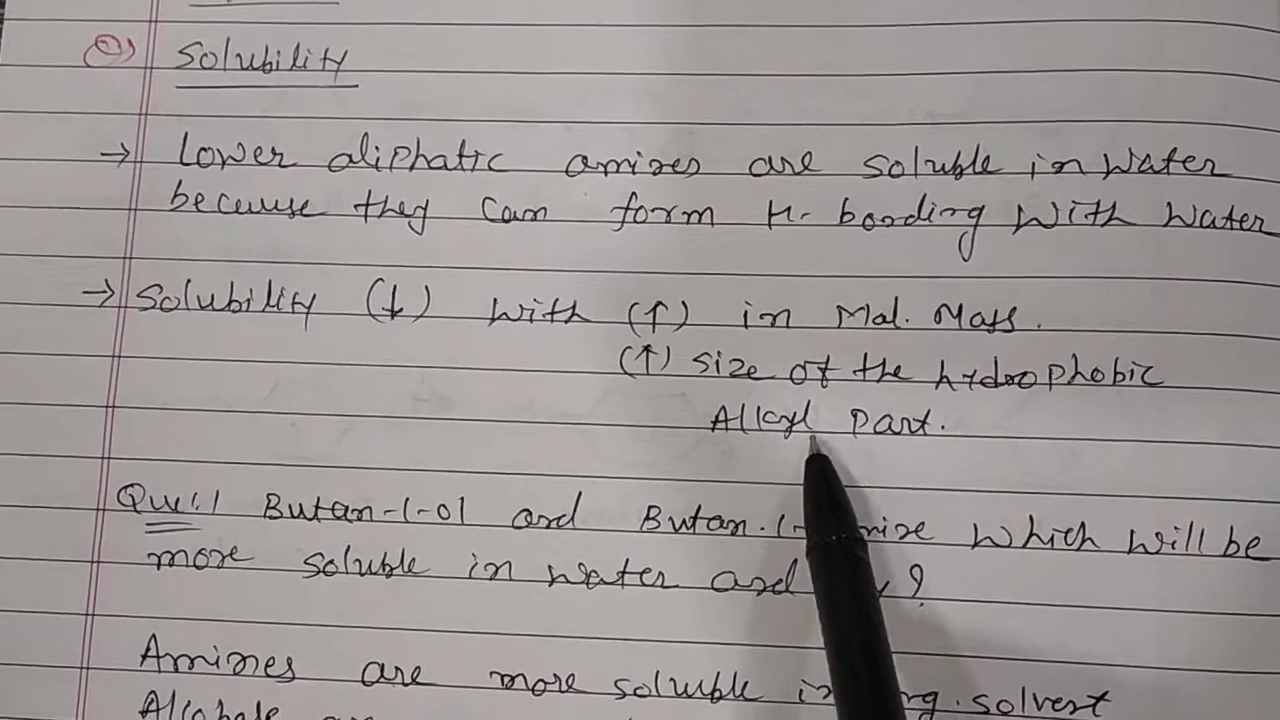 Solubility
→ Lower aliphatic amines are soluble in water
because they can form H-bonding with water
→ Solubility (↓) with (↑) in Mol. Mass.
(↑) size of the hydrophobic
Alkyl part.
Que:1 Butan-1-ol and Butan-1- which will be
more soluble in water and ?
Amines are more soluble solvent